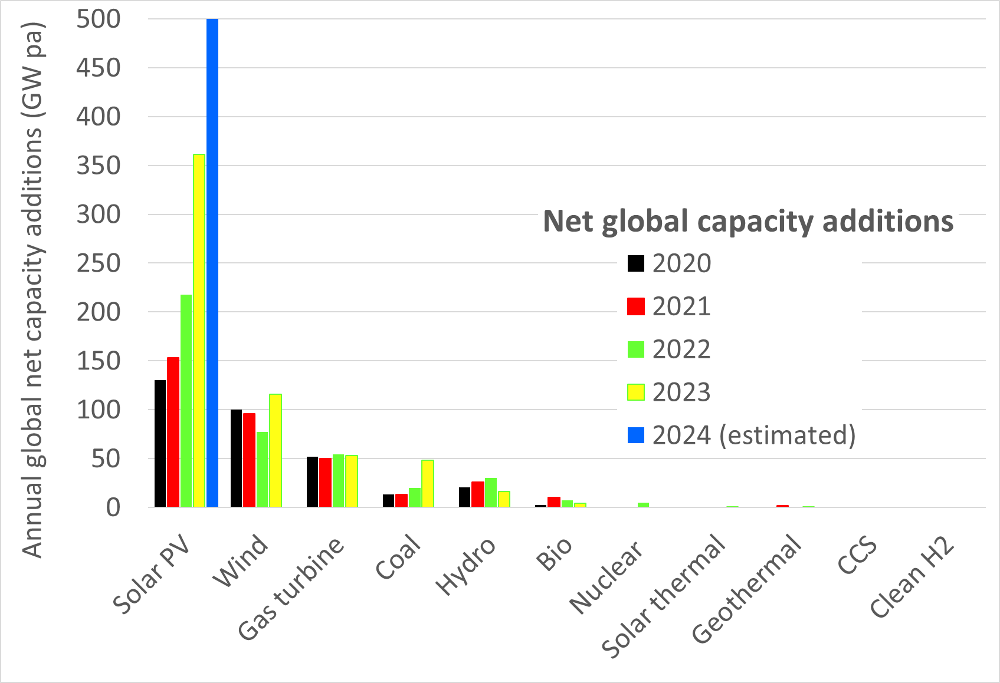 Annual global net capacity additions (GW pa)
500
450
400
350
300
250
200
150
100
50
0
Net global capacity additions
2020
2021
2022
2023
2024 (estimated)
Solar PV
Wind
Gas turbine
Coal
Hydro
Bio
Nuclear
Solar thermal
Geothermal
CCS
Clean H2